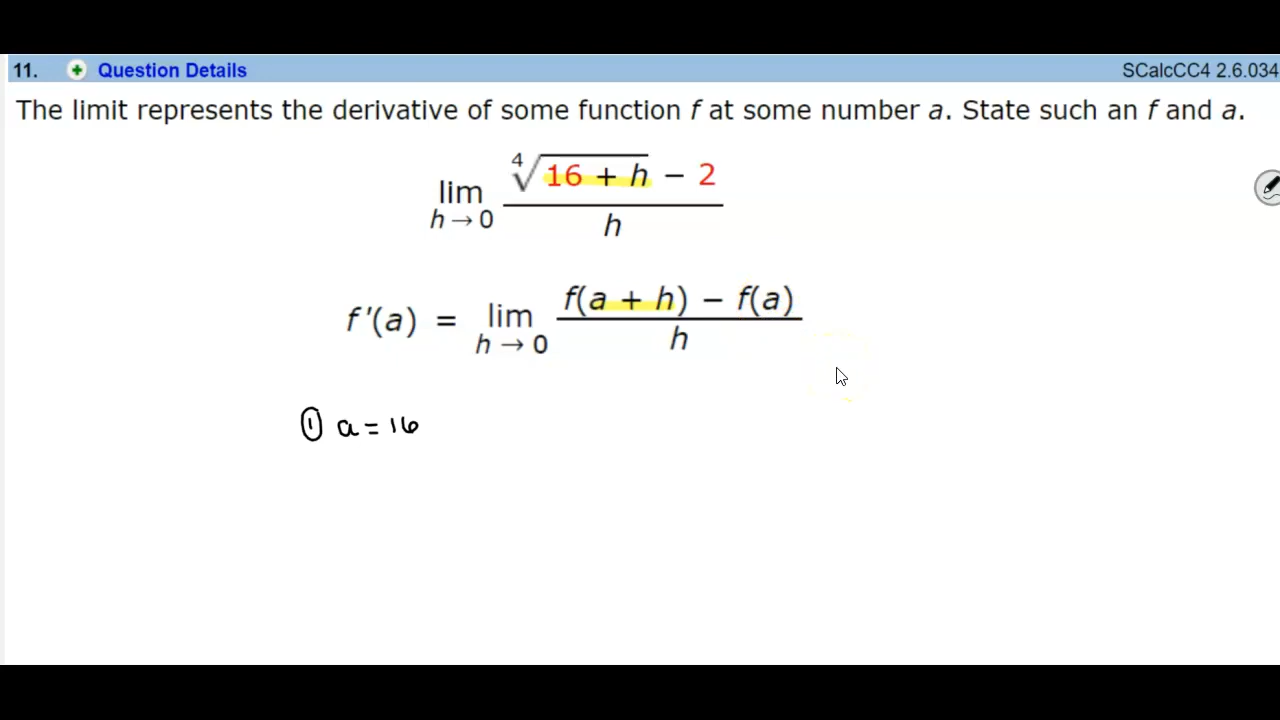 11. Question Details SCalcCC4 2.6.034
The limit represents the derivative of some function f at some number a. State such an f and a.
lim h → 0 ∜(16 + h) − 2 / h
f'(a) = lim h → 0 f(a + h) − f(a) / h
① a = 16